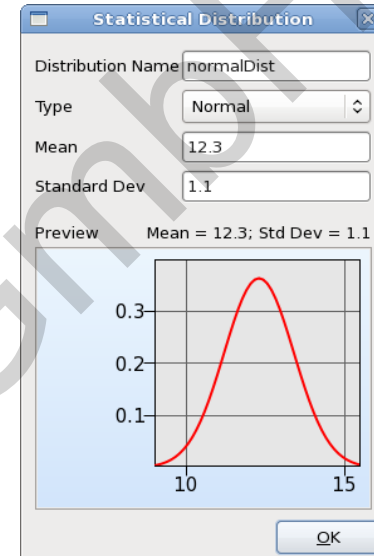 Statistical Distribution
Distribution Name normalDist
Type Normal
Mean 12.3
Standard Dev 1.1
Preview Mean = 12.3; Std Dev = 1.1
0.3
0.2
0.1
10 15
OK
GmbH